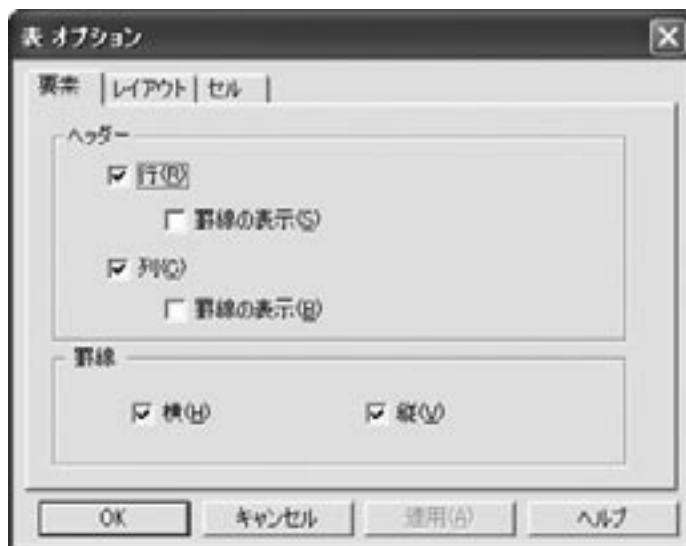 表 オプション
要素 レイアウト セル
ヘッダー
行(R)
罫線の表示(S)
列(C)
罫線の表示(B)
罫線
横(H) 縦(V)
OK キャンセル 適用(A) ヘルプ